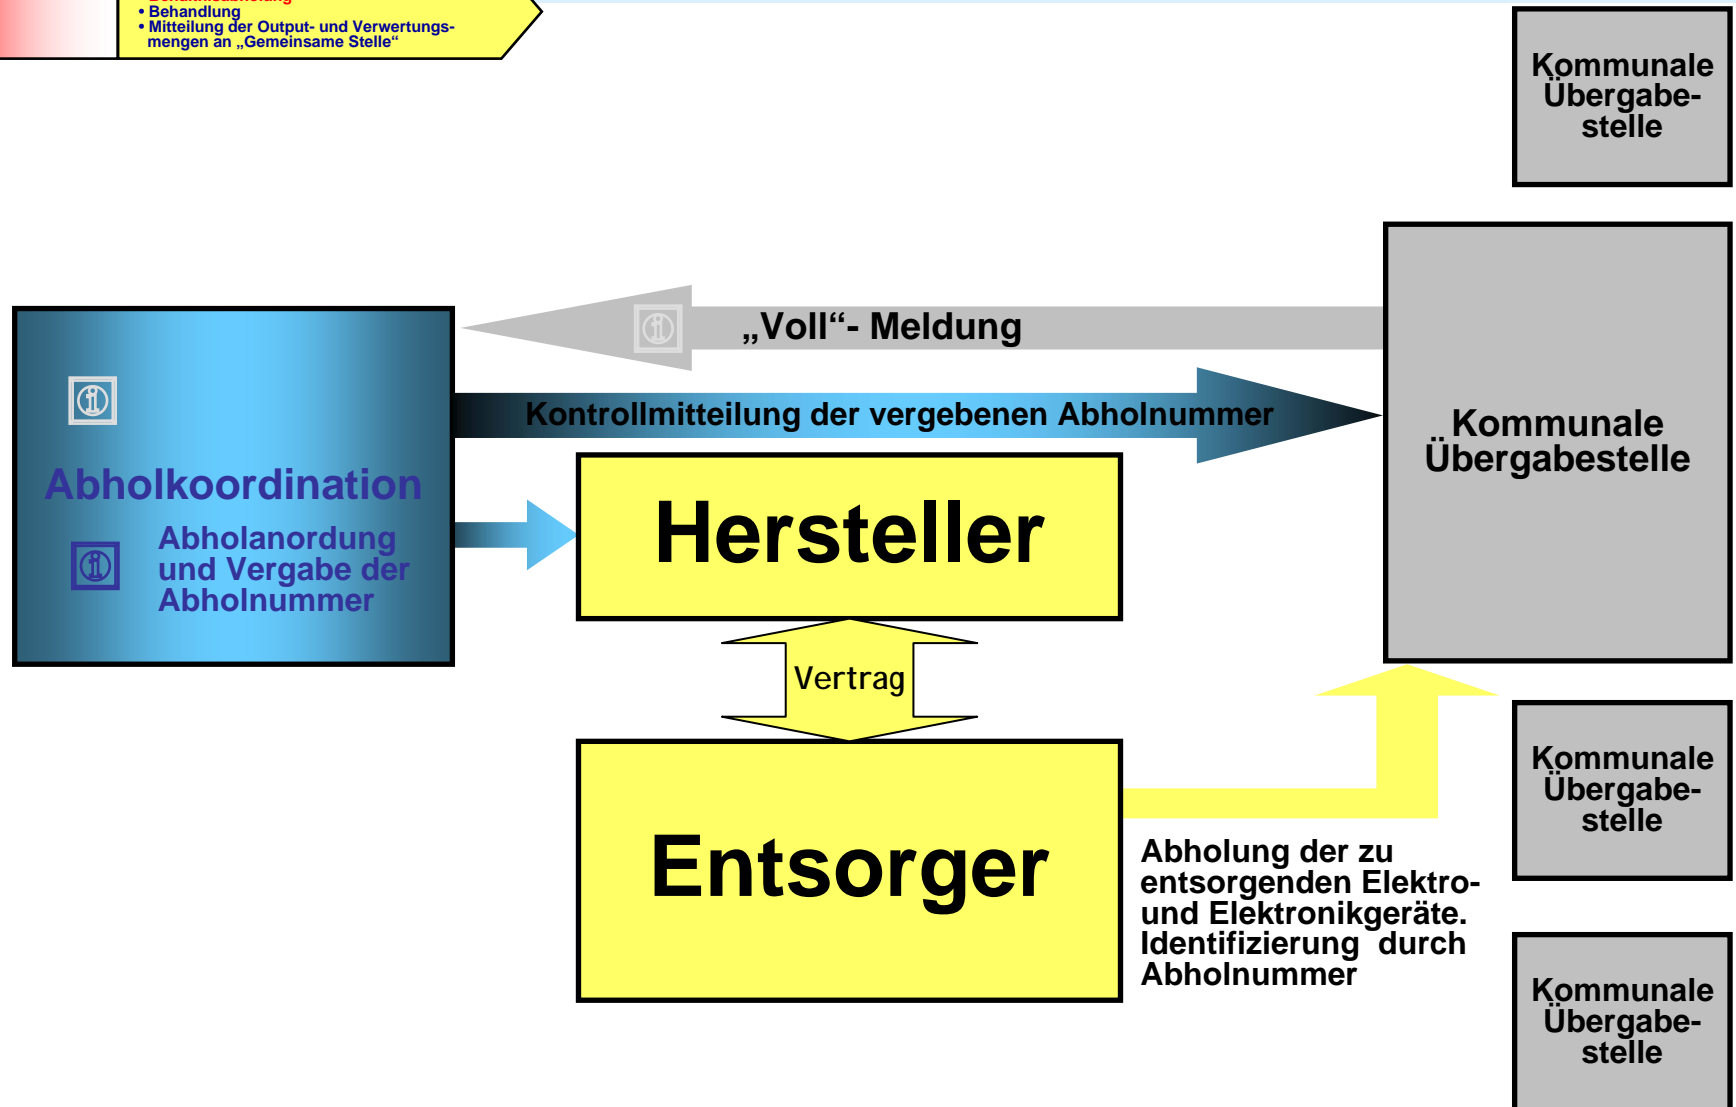 • Behandlung
• Mitteilung der Output- und Verwertungs-
mengen an „Gemeinsame Stelle“
Kommunale
Übergabe-
stelle
„Voll“- Meldung
Kontrollmitteilung der vergebenen Abholnummer
Kommunale
Übergabestelle
Abholkoordination
Abholanordung
und Vergabe der
Abholnummer
Hersteller
Vertrag
Entsorger
Abholung der zu
entsorgenden Elektro-
und Elektronikgeräte.
Identifizierung durch
Abholnummer
Kommunale
Übergabe-
stelle
Kommunale
Übergabe-
stelle